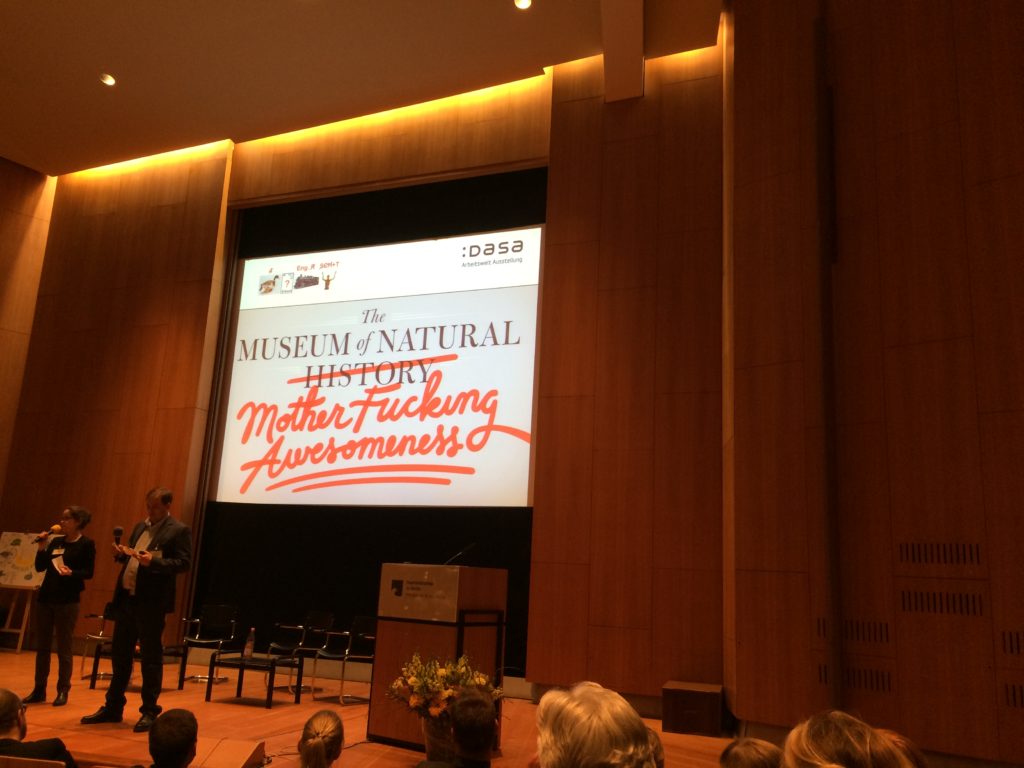 :DASA
Arbeitswelt Ausstellung
?
The
MUSEUM of NATURAL
HISTORY
Mother Fucking
Awesomeness